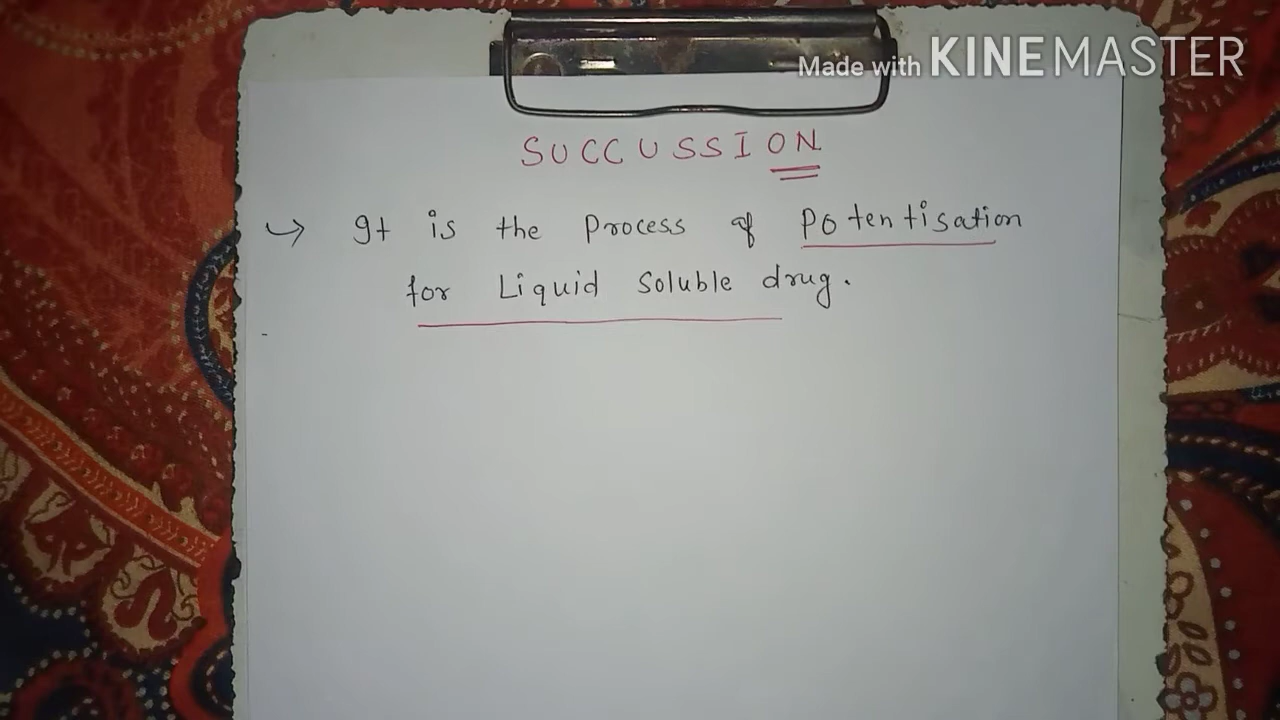 Made with KINEMASTER
SUCCUSSION
↪ It is the process of Potentisation
for Liquid Soluble drug.